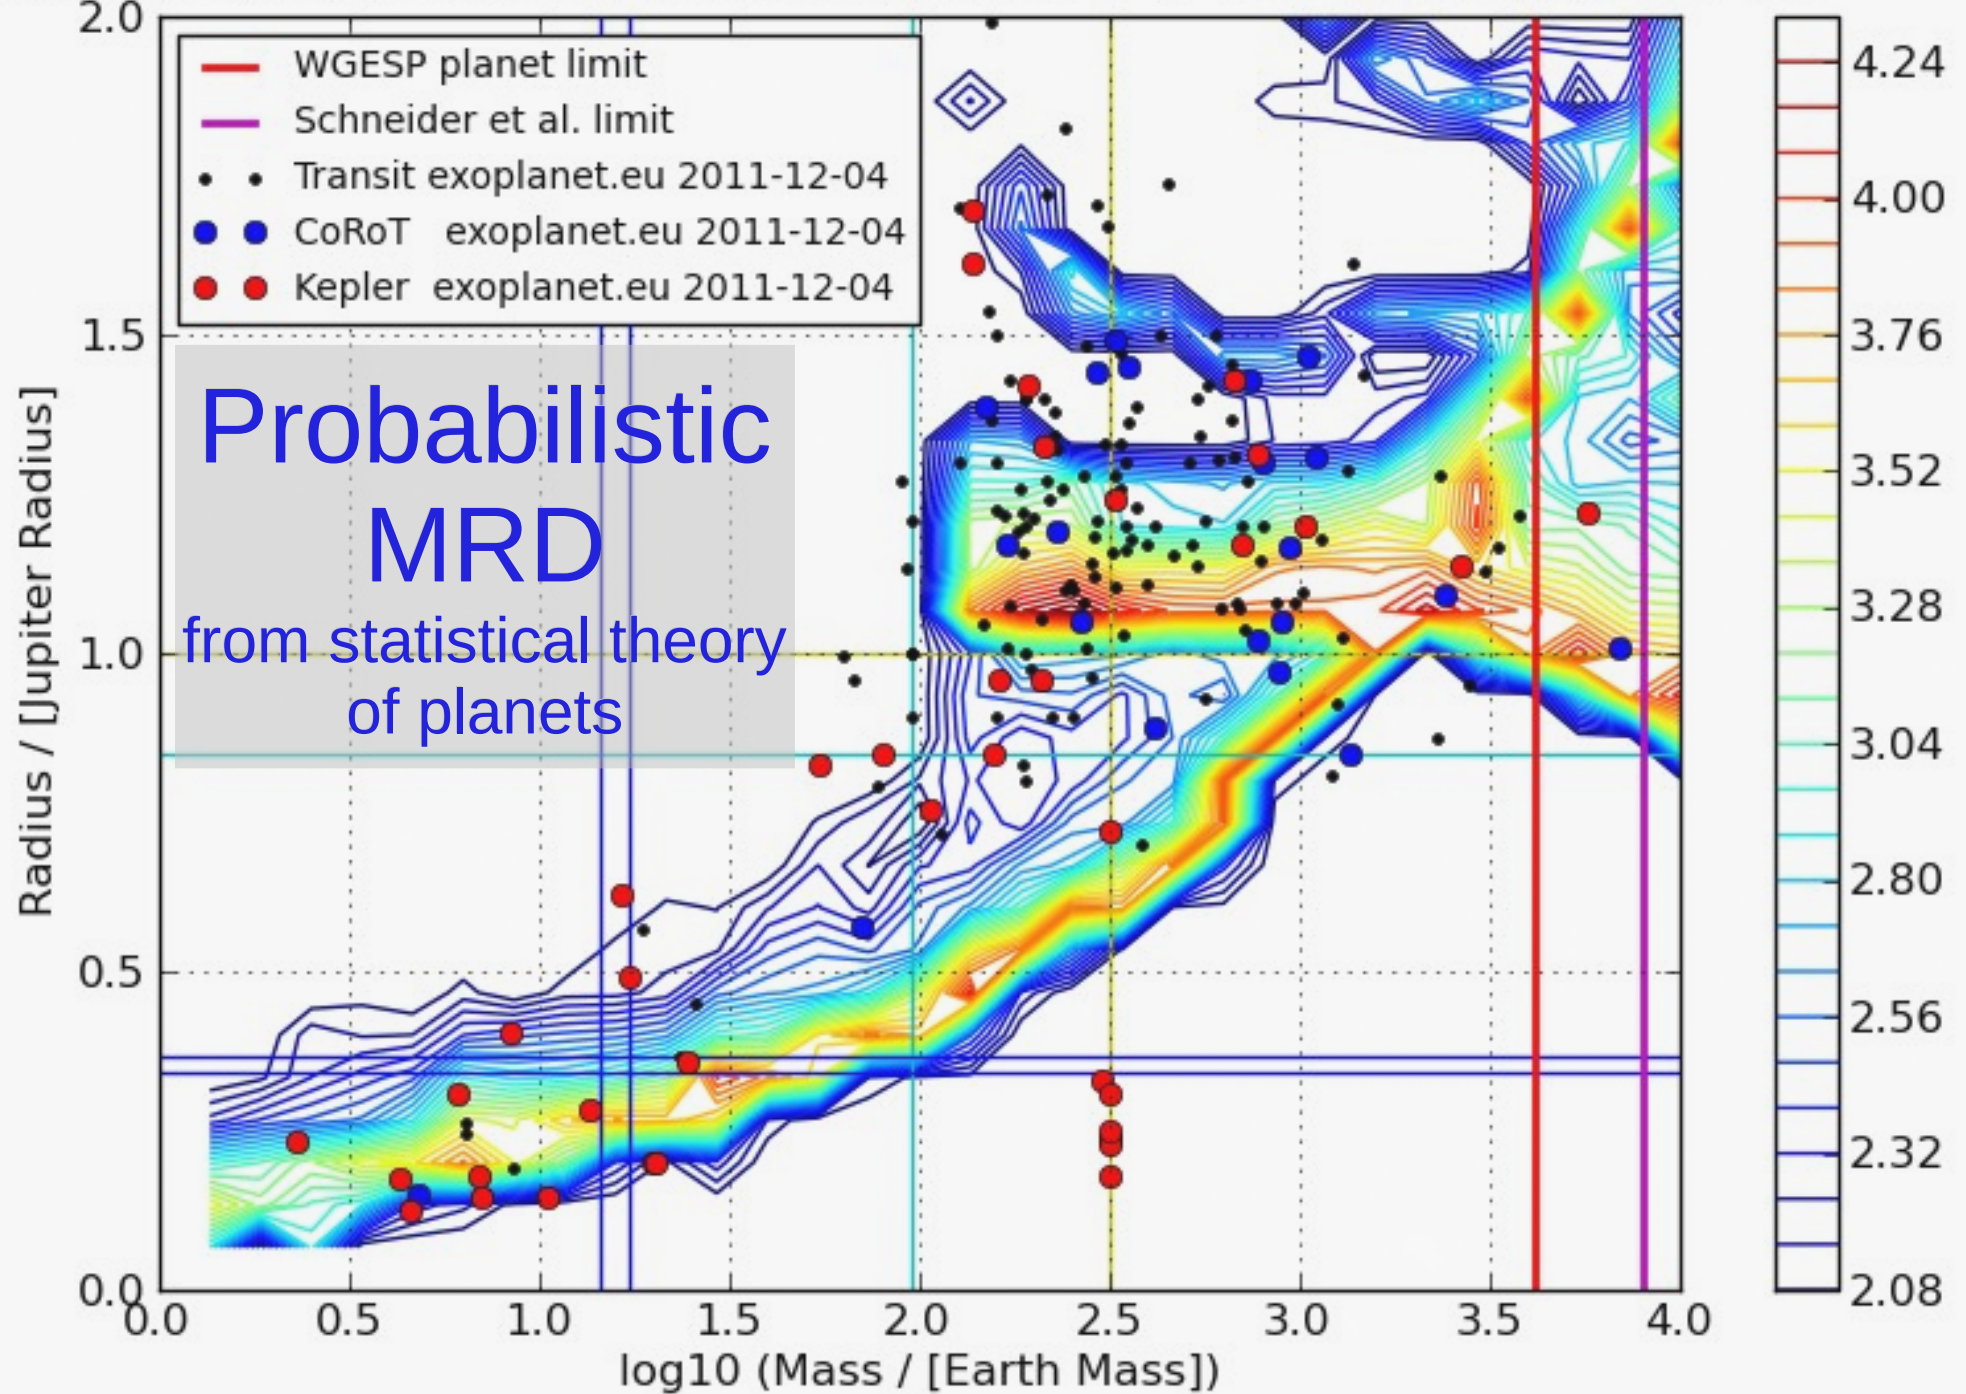 WGESP planet limit
Schneider et al. limit
Transit exoplanet.eu 2011-12-04
CoRoT exoplanet.eu 2011-12-04
Kepler exoplanet.eu 2011-12-04
Probabilistic
MRD
from statistical theory
of planets
Radius / [Jupiter Radius]
2.0
1.5
1.0
0.5
0.0
0.0 0.5 1.0 1.5 2.0 2.5 3.0 3.5 4.0
log10 (Mass / [Earth Mass])
4.24
4.00
3.76
3.52
3.28
3.04
2.80
2.56
2.32
2.08